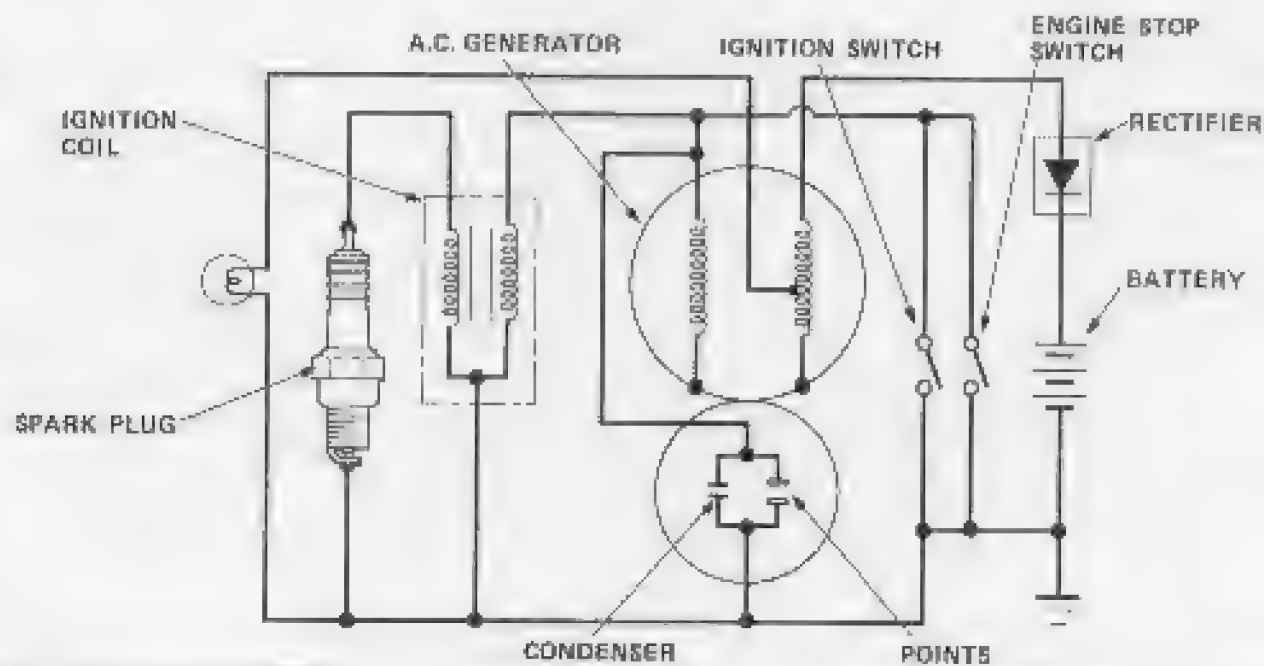 A.C. GENERATOR
IGNITION SWITCH
ENGINE STOP
SWITCH
IGNITION
COIL
RECTIFIER
BATTERY
SPARK PLUG
CONDENSER
POINTS